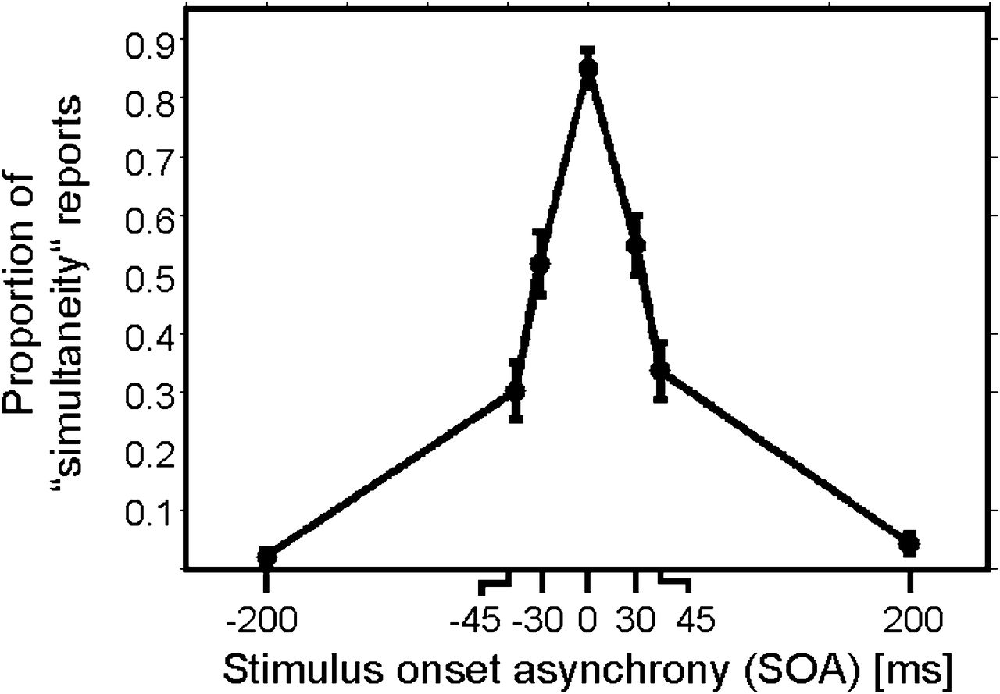 Proportion of
“simultaneity“ reports
0.9
0.8
0.7
0.6
0.5
0.4
0.3
0.2
0.1
-200 -45 -30 0 30 45 200
Stimulus onset asynchrony (SOA) [ms]